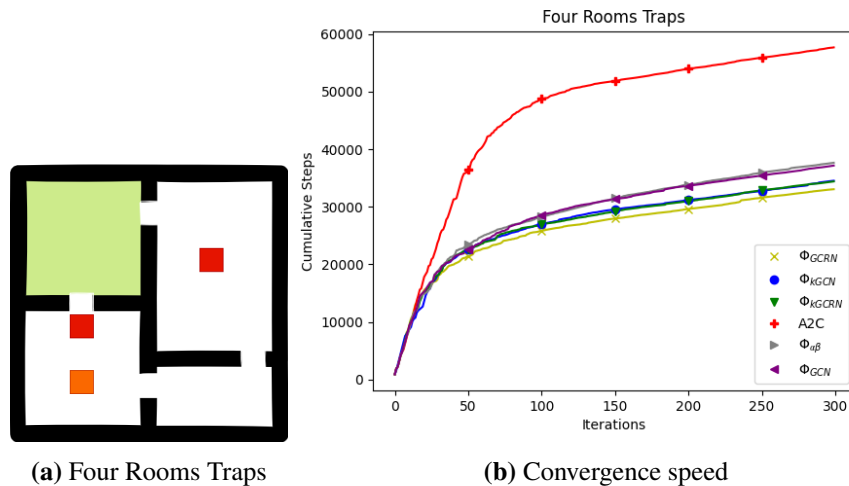 Four Rooms Traps
60000
50000
40000
30000
20000
10000
0
Cumulative Steps
0 50 100 150 200 250 300
Iterations
Φ_GCRN
Φ_kGCN
Φ_kGCRN
A2C
Φ_αβ
Φ_GCN
(a) Four Rooms Traps
(b) Convergence speed